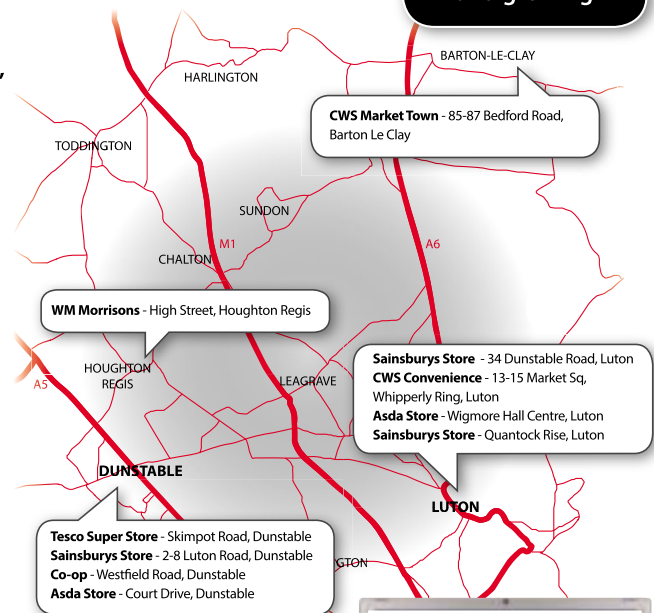 BARTON-LE-CLAY
HARLINGTON
CWS Market Town - 85-87 Bedford Road,
Barton Le Clay
TODDINGTON
SUNDON
M1
A6
CHALTON
WM Morrisons - High Street, Houghton Regis
Sainsburys Store - 34 Dunstable Road, Luton
CWS Convenience - 13-15 Market Sq,
Whipperly Ring, Luton
Asda Store - Wigmore Hall Centre, Luton
Sainsburys Store - Quantock Rise, Luton
HOUGHTON
REGIS
LEAGRAVE
A5
DUNSTABLE
LUTON
Tesco Super Store - Skimpot Road, Dunstable
Sainsburys Store - 2-8 Luton Road, Dunstable
Co-op - Westfield Road, Dunstable
Asda Store - Court Drive, Dunstable
GTON